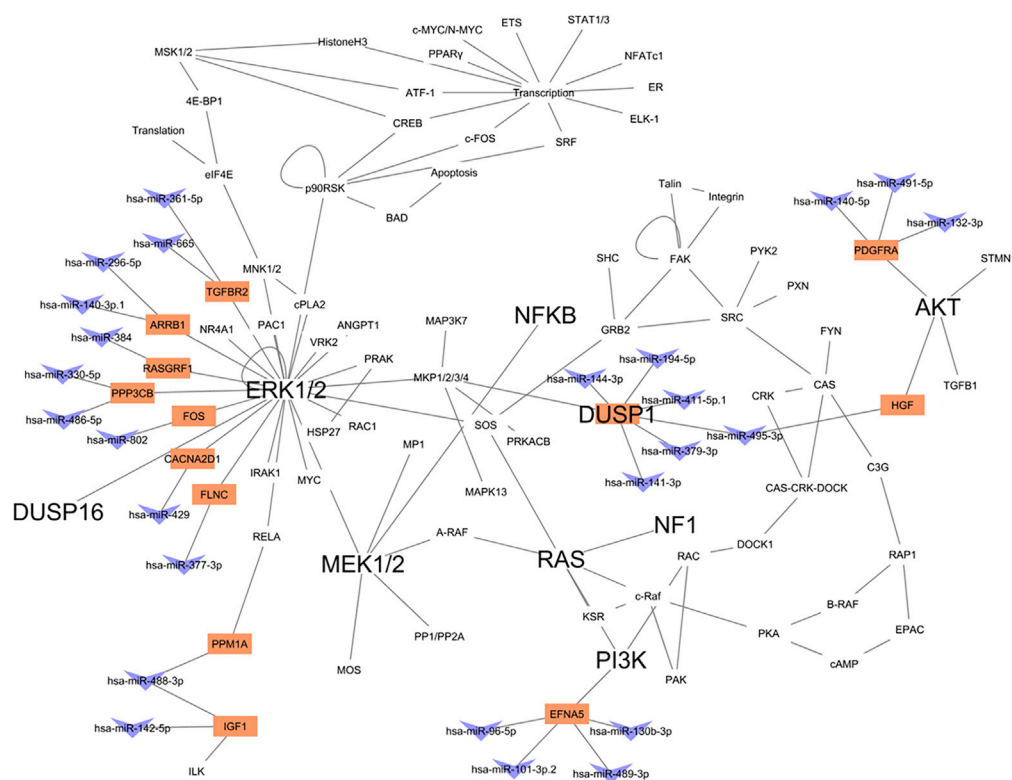 STAT1/3
ETS
c-MYC/N-MYC
HistoneH3
MSK1/2
PPARγ
NFATc1
ER
ATF-1
Transcription
4E-BP1
ELK-1
CREB
Translation
c-FOS
SRF
eIF4E
Apoptosis
p90RSK
Talin
hsa-miR-491-5p
hsa-miR-361-5p
Integrin
hsa-miR-140-5p
BAD
hsa-miR-132-3p
hsa-miR-665
PYK2
PDGFRA
hsa-miR-296-5p
SHC
FAK
STMN
MNK1/2
PXN
TGFBR2
hsa-miR-140-3p.1
cPLA2
AKT
NFKB
SRC
ARRB1
NR4A1
PAC1
ANGPT1
MAP3K7
GRB2
FYN
hsa-miR-384
VRK2
PRAK
hsa-miR-194-5p
RASGRF1
hsa-miR-330-5p
hsa-miR-144-3p
MKP1/2/3/4
CAS
TGFB1
ERK1/2
PPP3CB
CRK
hsa-miR-411-5p.1
HGF
hsa-miR-486-5p
FOS
DUSP1
RAC1
SOS
HSP27
hsa-miR-802
PRKACB
hsa-miR-495-3p
MP1
hsa-miR-379-3p
CACNA2D1
IRAK1
C3G
MYC
hsa-miR-141-3p
FLNC
MAPK13
CAS-CRK-DOCK
DUSP16
hsa-miR-429
NF1
A-RAF
RELA
DOCK1
RAC
RAP1
RAS
MEK1/2
hsa-miR-377-3p
c-Raf
B-RAF
KSR
EPAC
PKA
PP1/PP2A
PPM1A
PI3K
cAMP
MOS
hsa-miR-488-3p
PAK
EFNA5
hsa-miR-142-5p
IGF1
hsa-miR-96-5p
hsa-miR-130b-3p
ILK
hsa-miR-101-3p.2
hsa-miR-489-3p